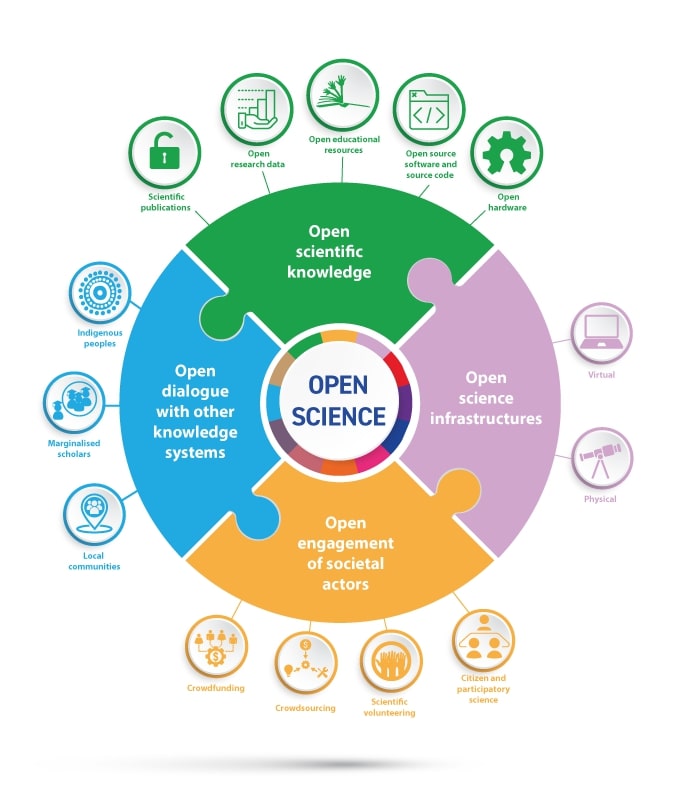 Open educational
resources
Open
research data
Open source
software and
source code
Scientific
publications
Open
hardware
Open
scientific
knowledge
Indigenous
peoples
Open
dialogue
with other
knowledge
systems
Marginalised
scholars
Local
communities
OPEN
SCIENCE
Open
science
infrastructures
Virtual
Physical
Open
engagement
of societal
actors
Crowdfunding
Crowdsourcing
Scientific
volunteering
Citizen and
participatory
science